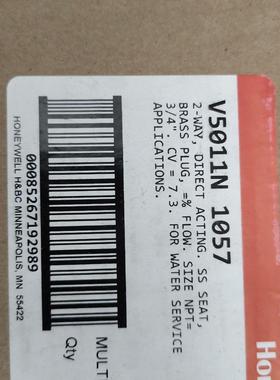 V5011N 1057
2-WAY, DIRECT ACTING. SS SEAT,
BRASS PLUG, =% FLOW. SIZE NPT=
3/4". CV = 7.3. FOR WATER SERVICE
APPLICATIONS.
00085267192989
HONEYWELL H&BC MINNEAPOLIS, MN 55422
MULT
Qty
Ho